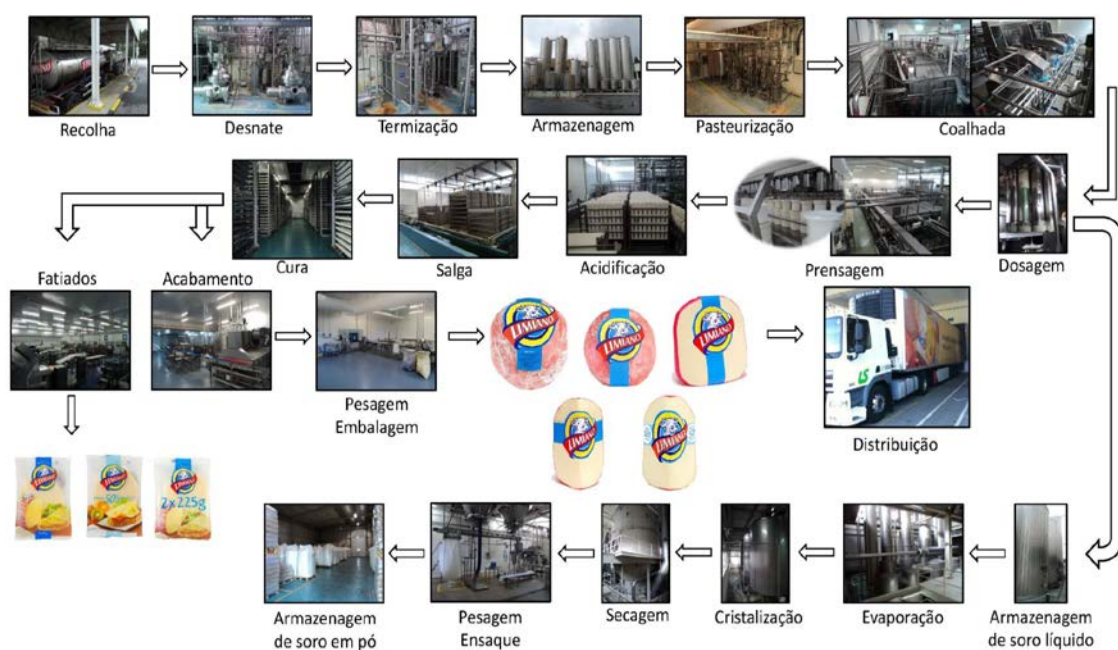 Recolha
Desnate
Termização
Armazenagem
Pasteurização
Coalhada
Cura
Salga
Acidificação
Prensagem
Dosagem
Fatiados
Acabamento
LIMIANO
LIMIANO
LIMIANO
Pesagem
Embalagem
LIMIANO
LIMIANO
LS
Distribuição
LIMIANO
LIMIANO
LIMIANO
50%
2x225g
Armazenagem
de soro em pó
Pesagem
Ensaque
Secagem
Cristalização
Evaporação
Armazenagem
de soro líquido